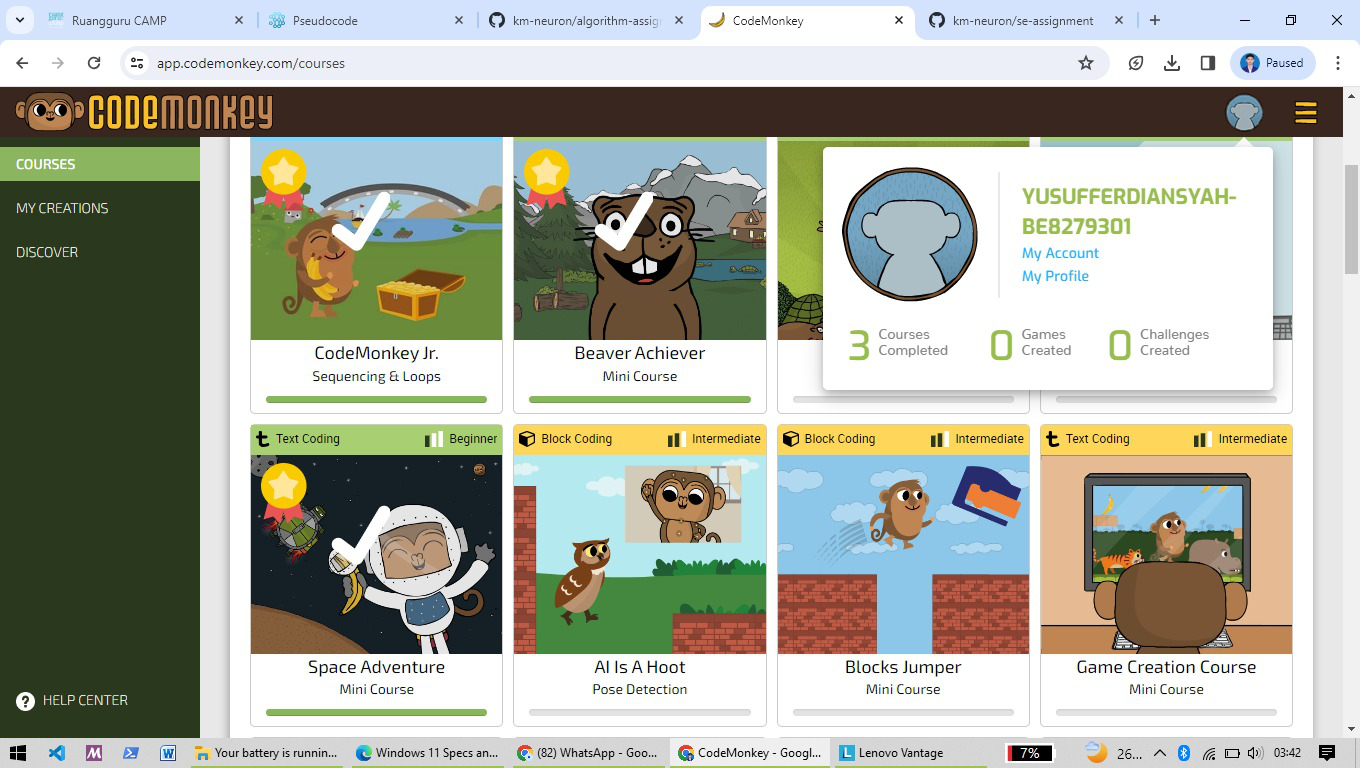 Ruangguru CAMP
Pseudocode
km-neuron/algorithm-assig
CodeMonkey
km-neuron/se-assignment
app.codemonkey.com/courses
Paused
CODEMONKEY
COURSES
MY CREATIONS
DISCOVER
HELP CENTER
YUSUFFERDIANSYAH-
BE8279301
My Account
My Profile
3 Courses Completed
0 Games Created
0 Challenges Created
CodeMonkey Jr.
Sequencing & Loops
Beaver Achiever
Mini Course
Text Coding Beginner
Block Coding Intermediate
Block Coding Intermediate
Text Coding Intermediate
Space Adventure
Mini Course
AI Is A Hoot
Pose Detection
Blocks Jumper
Mini Course
Game Creation Course
Mini Course
Your battery is runnin...
Windows 11 Specs an...
(82) WhatsApp - Goo...
CodeMonkey - Googl...
Lenovo Vantage
7%
26...
03:42